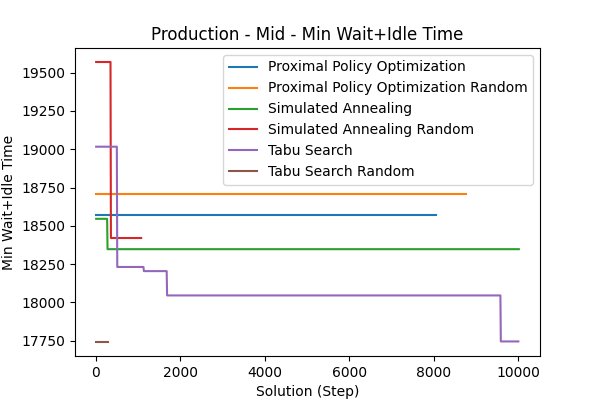 Production - Mid - Min Wait+Idle Time
Min Wait+Idle Time
19500
19250
19000
18750
18500
18250
18000
17750
Proximal Policy Optimization
Proximal Policy Optimization Random
Simulated Annealing
Simulated Annealing Random
Tabu Search
Tabu Search Random
0 2000 4000 6000 8000 10000
Solution (Step)